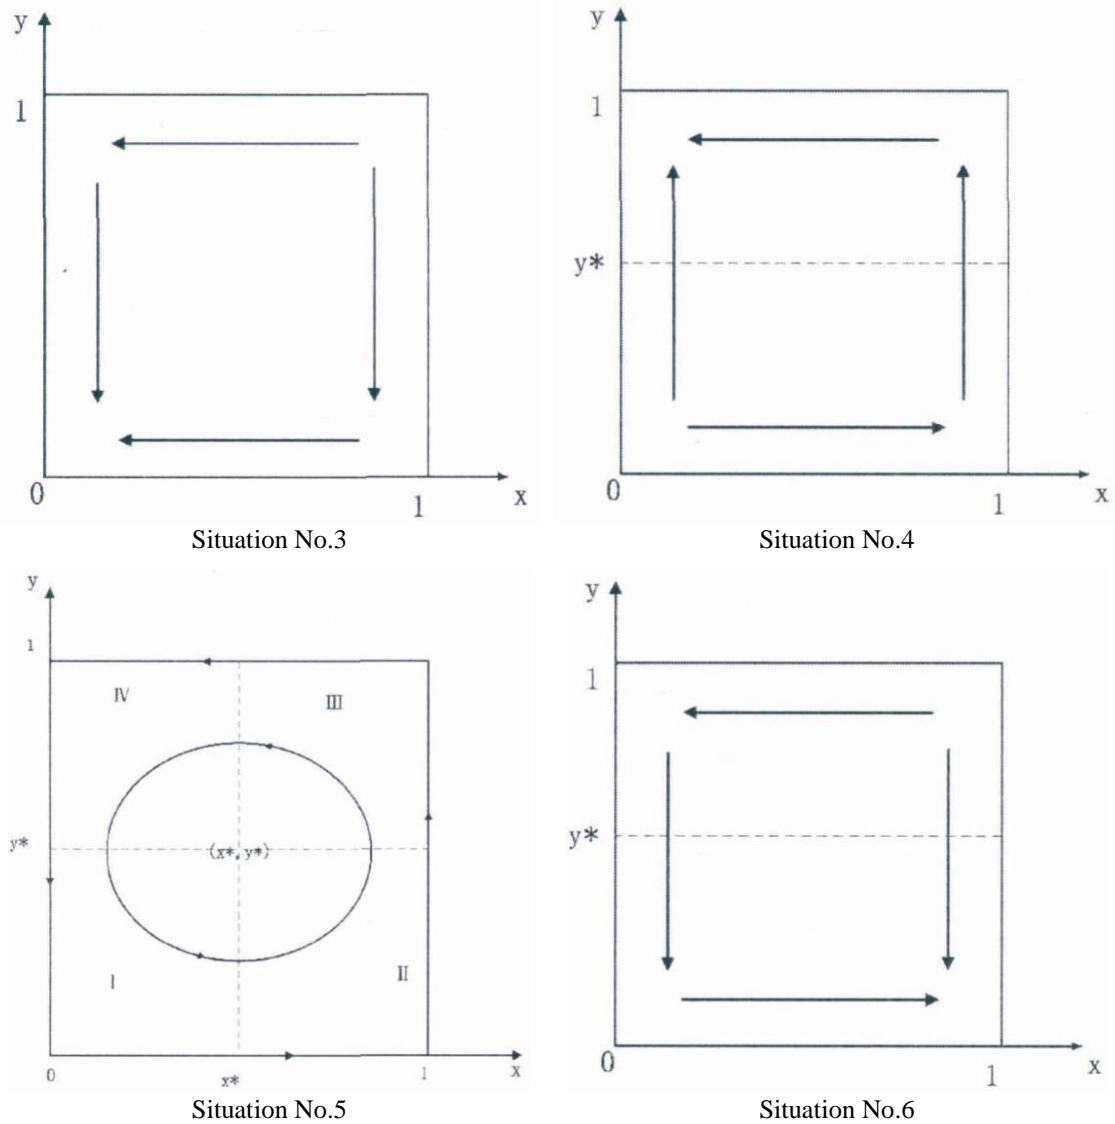 y
1
0
1
x
Situation No.3
y
1
y*
0
1
x
Situation No.4
y
1
IV
III
y*
(x*, y*)
I
II
0
x*
1
x
Situation No.5
y
1
y*
0
1
x
Situation No.6